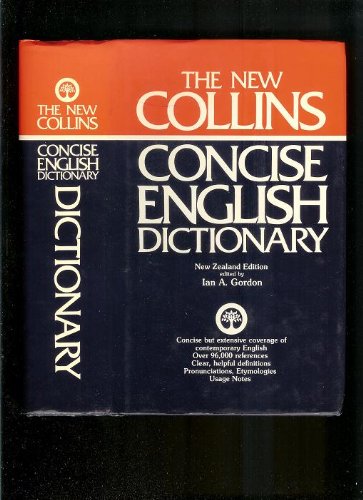 THE NEW
COLLINS
CONCISE
ENGLISH
DICTIONARY
DICTIONARY
THE NEW
COLLINS
CONCISE
ENGLISH
DICTIONARY
New Zealand Edition
edited by
Ian A. Gordon
Concise but extensive coverage of
contemporary English
Over 96,000 references
Clear, helpful definitions
Pronunciations, Etymologies
Usage Notes